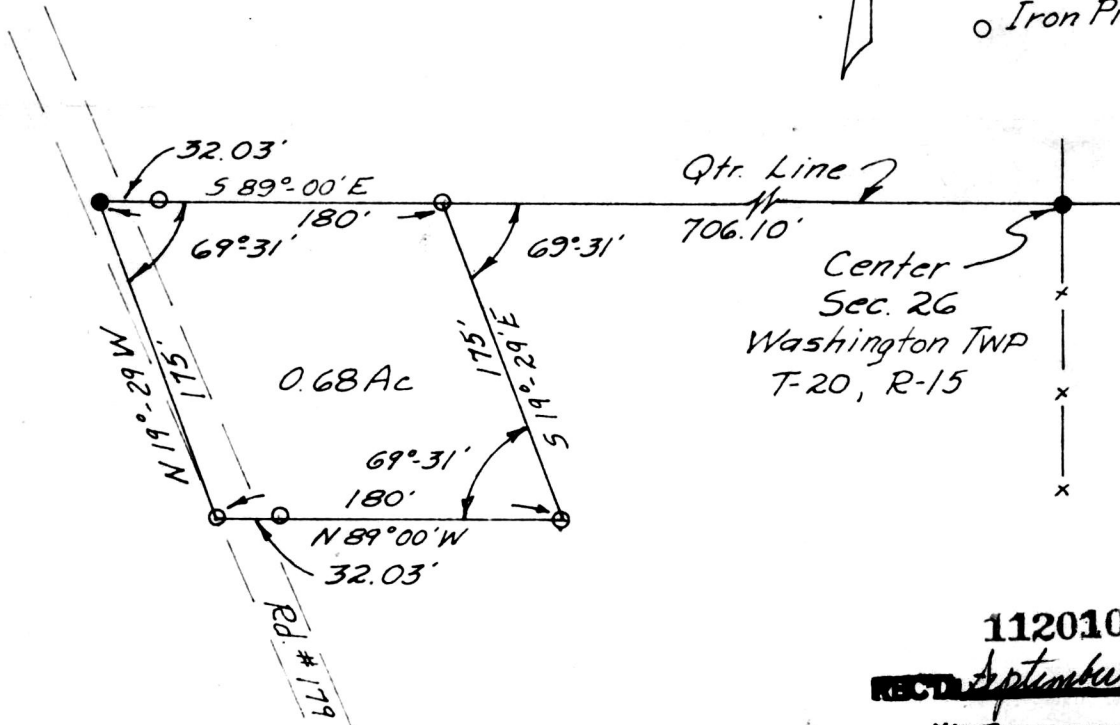 o Iron
32.03'
S 89°-00' E
180'
69°-31'
Qtr. Line
706.10'
69°-31'
Center
Sec. 26
Washington TWP
T-20, R-15
N 19°-29 W
175'
0.68 Ac
175'
S 19°-29' E
69°-31'
180'
N 89°00' W
32.03'
Rd # 179
112010
REC'D September